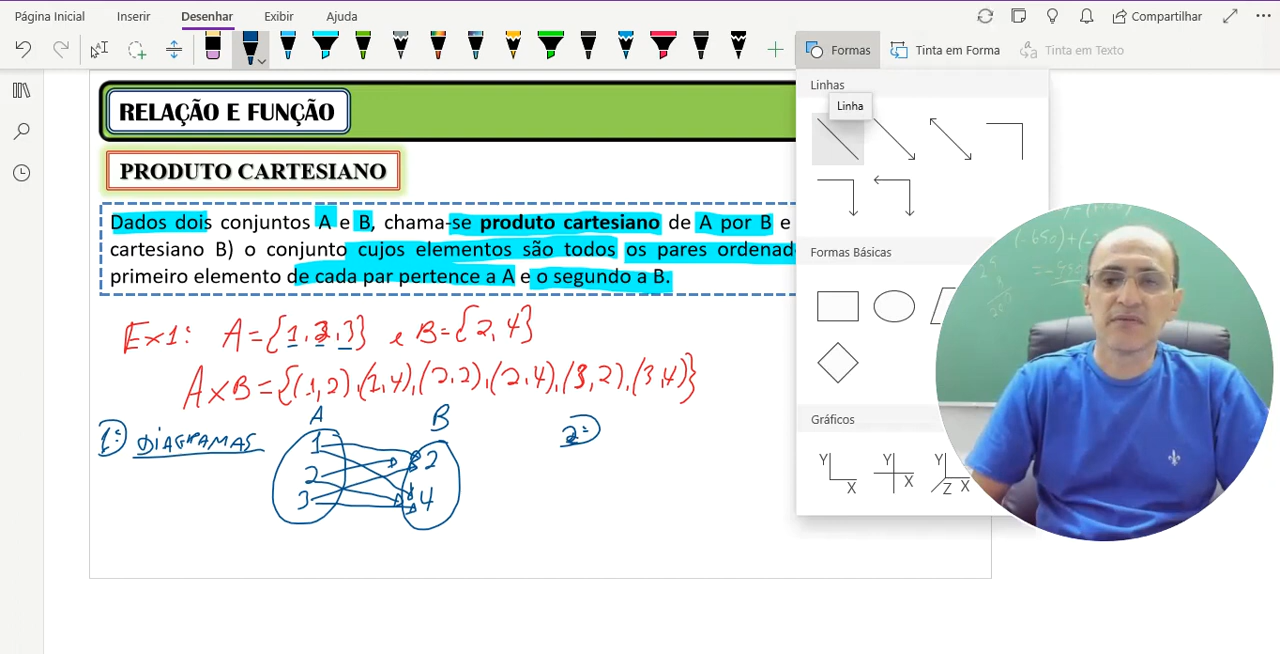 Página Inicial Inserir Desenhar Exibir Ajuda Compartilhar
Formas Tinta em Forma Tinta em Texto
Linhas
Linha
RELAÇÃO E FUNÇÃO
PRODUTO CARTESIANO
Dados dois conjuntos A e B, chama-se produto cartesiano de A por B e
cartesiano B) o conjunto cujos elementos são todos os pares ordenad
primeiro elemento de cada par pertence a A e o segundo a B.
Formas Básicas
Ex1: A={1,2,3} e B={2,4}
AxB={(1,2),(1,4),(2,2),(2,4),(3,2),(3,4)}
A B
1º) DIAGRAMAS 2º)
1
2
3
2
4
Gráficos
Y X Y X Y Z X